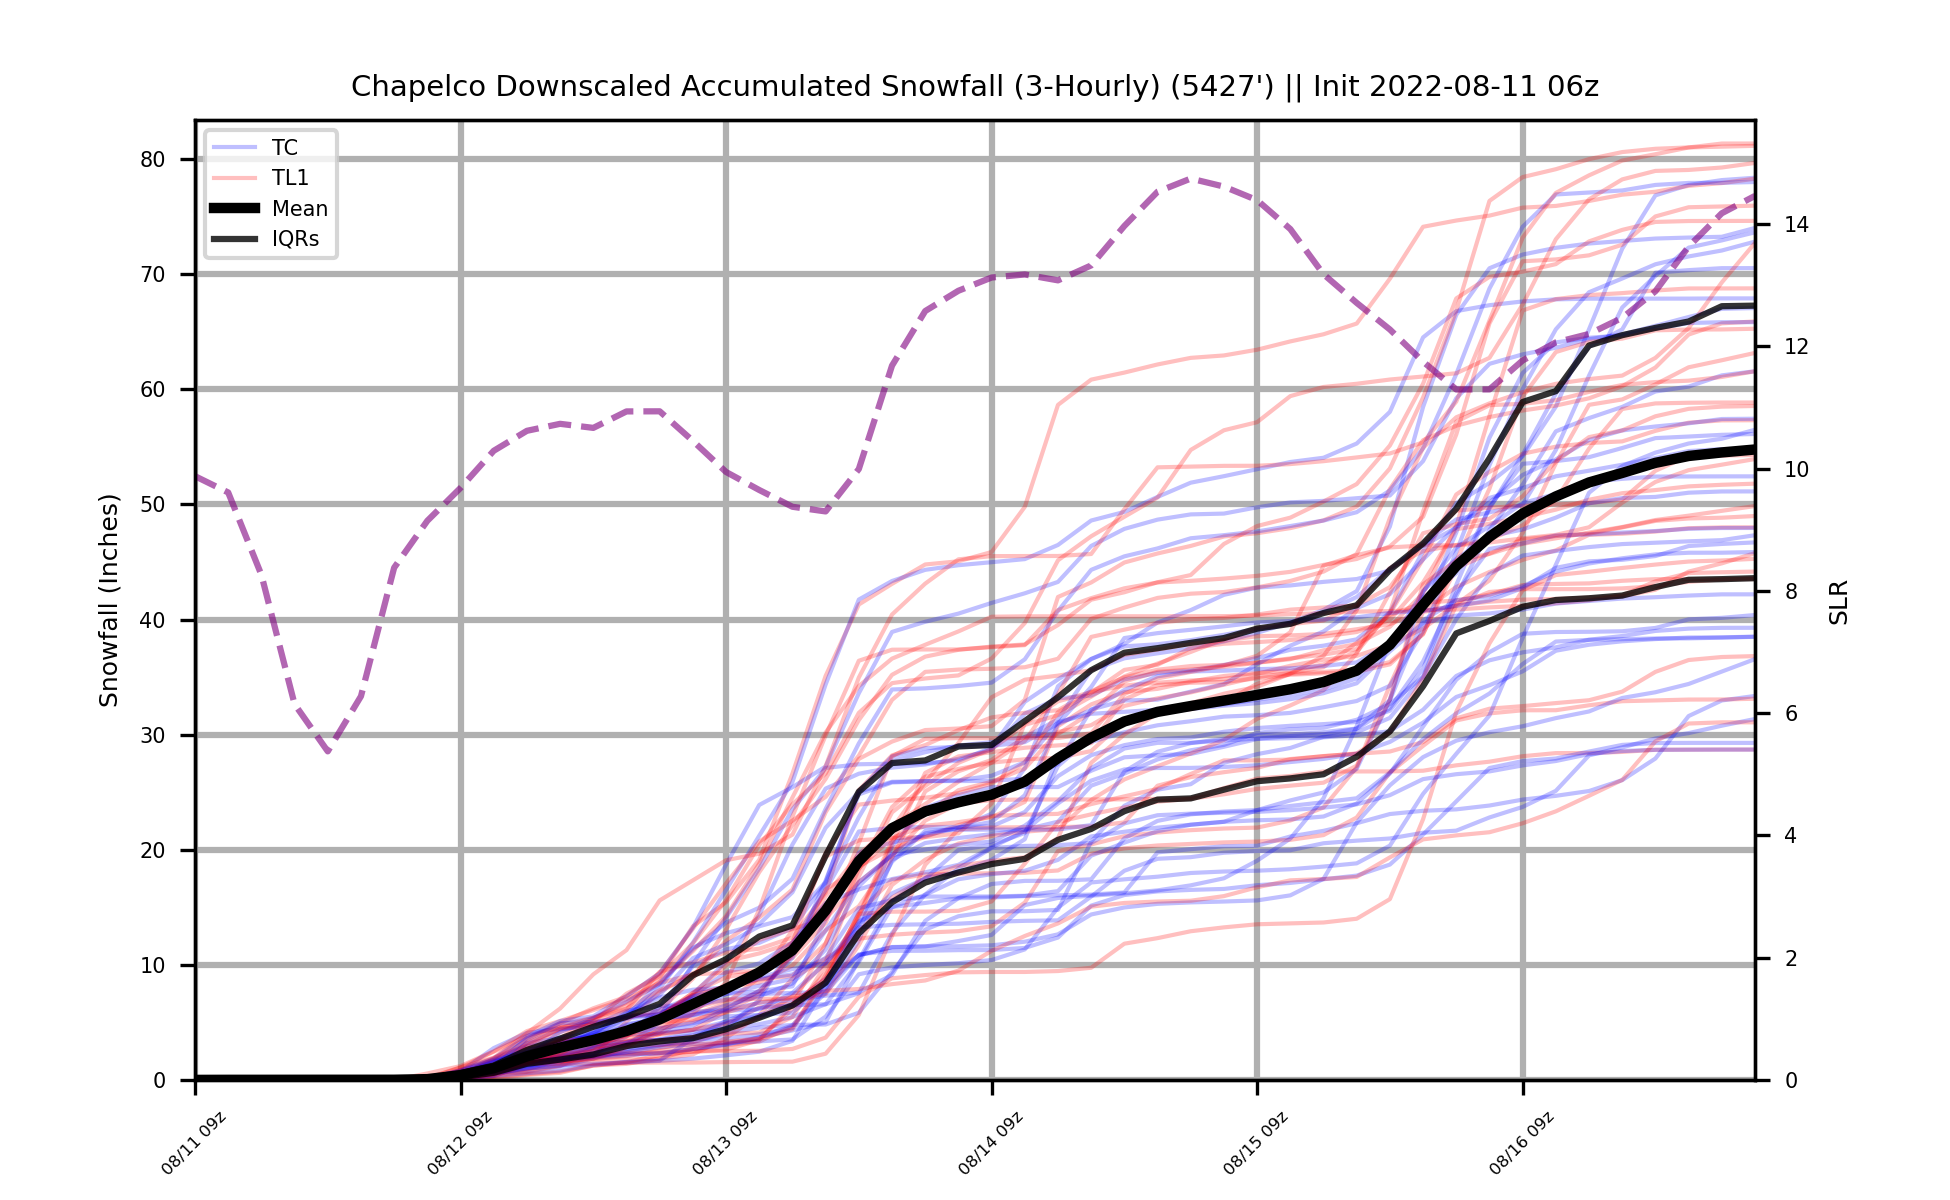 Chapelco Downscaled Accumulated Snowfall (3-Hourly) (5427') || Init 2022-08-11 06z
TC
TL1
Mean
IQRs
Snowfall (Inches)
80
70
60
50
40
30
20
10
0
SLR
14
12
10
8
6
4
2
0
08/11 09z
08/12 09z
08/13 09z
08/14 09z
08/15 09z
08/16 09z